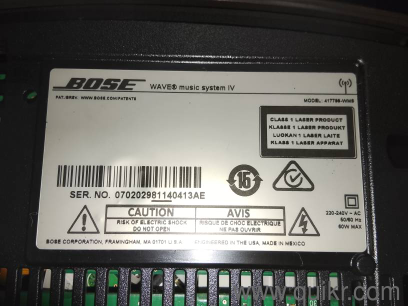 BOSE WAVE® music system IV
PAT./BREV.: WWW.BOSE.COM/PATENTS
MODEL: 417788-WMS
CLASS 1 LASER PRODUCT
KLASSE 1 LASER PRODUKT
LUOKAN 1 LASER LAITE
KLASS 1 LASER APPARAT
15
SER. NO. 070202981140413AE
CAUTION
RISK OF ELECTRIC SHOCK
DO NOT OPEN
AVIS
RISQUE DE CHOC ELECTRIQUE
NE PAS OUVRIR
220-240V ~ AC
50/60 Hz
60W MAX
BOSE CORPORATION, FRAMINGHAM, MA 01701 U.S.A.
ENGINEERED IN THE USA, MADE IN MEXICO
quikr